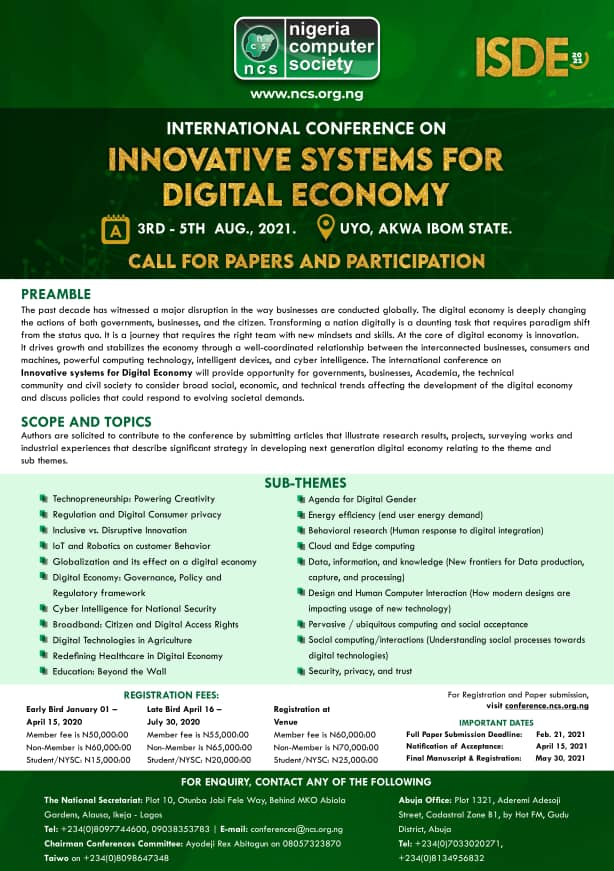 nigeria
computer
society
ncs
ncs
www.ncs.org.ng
ISDE 2021
INTERNATIONAL CONFERENCE ON
INNOVATIVE SYSTEMS FOR
DIGITAL ECONOMY
A 3RD - 5TH AUG., 2021. UYO, AKWA IBOM STATE.
CALL FOR PAPERS AND PARTICIPATION
PREAMBLE
The past decade has witnessed a major disruption in the way businesses are conducted globally. The digital economy is deeply changing
the actions of both governments, businesses, and the citizen. Transforming a nation digitally is a daunting task that requires paradigm shift
from the status quo. It is a journey that requires the right team with new mindsets and skills. At the core of digital economy is innovation.
It drives growth and stabilizes the economy through a well-coordinated relationship between the interconnected businesses, consumers and
machines, powerful computing technology, intelligent devices, and cyber intelligence. The international conference on
Innovative systems for Digital Economy will provide opportunity for governments, businesses, Academia, the technical
community and civil society to consider broad social, economic, and technical trends affecting the development of the digital economy
and discuss policies that could respond to evolving societal demands.
SCOPE AND TOPICS
Authors are solicited to contribute to the conference by submitting articles that illustrate research results, projects, surveying works and
industrial experiences that describe significant strategy in developing next generation digital economy relating to the theme and
sub themes.
SUB-THEMES
Technopreneurship: Powering Creativity
Regulation and Digital Consumer privacy
Inclusive vs. Disruptive Innovation
IoT and Robotics on customer Behavior
Globalization and its effect on a digital economy
Digital Economy: Governance, Policy and
Regulatory framework
Cyber Intelligence for National Security
Broadband: Citizen and Digital Access Rights
Digital Technologies in Agriculture
Redefining Healthcare in Digital Economy
Education: Beyond the Wall
Agenda for Digital Gender
Energy efficiency (end user energy demand)
Behavioral research (Human response to digital integration)
Cloud and Edge computing
Data, information, and knowledge (New frontiers for Data production,
capture, and processing)
Design and Human Computer Interaction (How modern designs are
impacting usage of new technology)
Pervasive / ubiquitous computing and social acceptance
Social computing/interactions (Understanding social processes towards
digital technologies)
Security, privacy, and trust
REGISTRATION FEES:
Early Bird January 01 –
April 15, 2020
Member fee is N50,000:00
Non-Member is N60,000:00
Student/NYSC: N15,000:00
Late Bird April 16 –
July 30, 2020
Member fee is N55,000:00
Non-Member is N65,000:00
Student/NYSC: N20,000:00
Registration at
Venue
Member fee is N60,000:00
Non-Member is N70,000:00
Student/NYSC: N25,000:00
For Registration and Paper submission,
visit conference.ncs.org.ng
IMPORTANT DATES
Full Paper Submission Deadline: Feb. 21, 2021
Notification of Acceptance: April 15, 2021
Final Manuscript & Registration: May 30, 2021
FOR ENQUIRY, CONTACT ANY OF THE FOLLOWING
The National Secretariat: Plot 10, Otunba Jobi Fele Way, Behind MKO Abiola
Gardens, Alausa, Ikeja - Lagos
Tel: +234(0)8097744600, 09038353783 | E-mail: conferences@ncs.org.ng
Chairman Conferences Committee: Ayodeji Rex Abitogun on 08057323870
Taiwo on +234(0)8098647348
Abuja Office: Plot 1321, Aderemi Adesoji
Street, Cadastral Zone B1, by Hot FM, Gudu
District, Abuja
Tel: +234(0)7033020271,
+234(0)8134956832